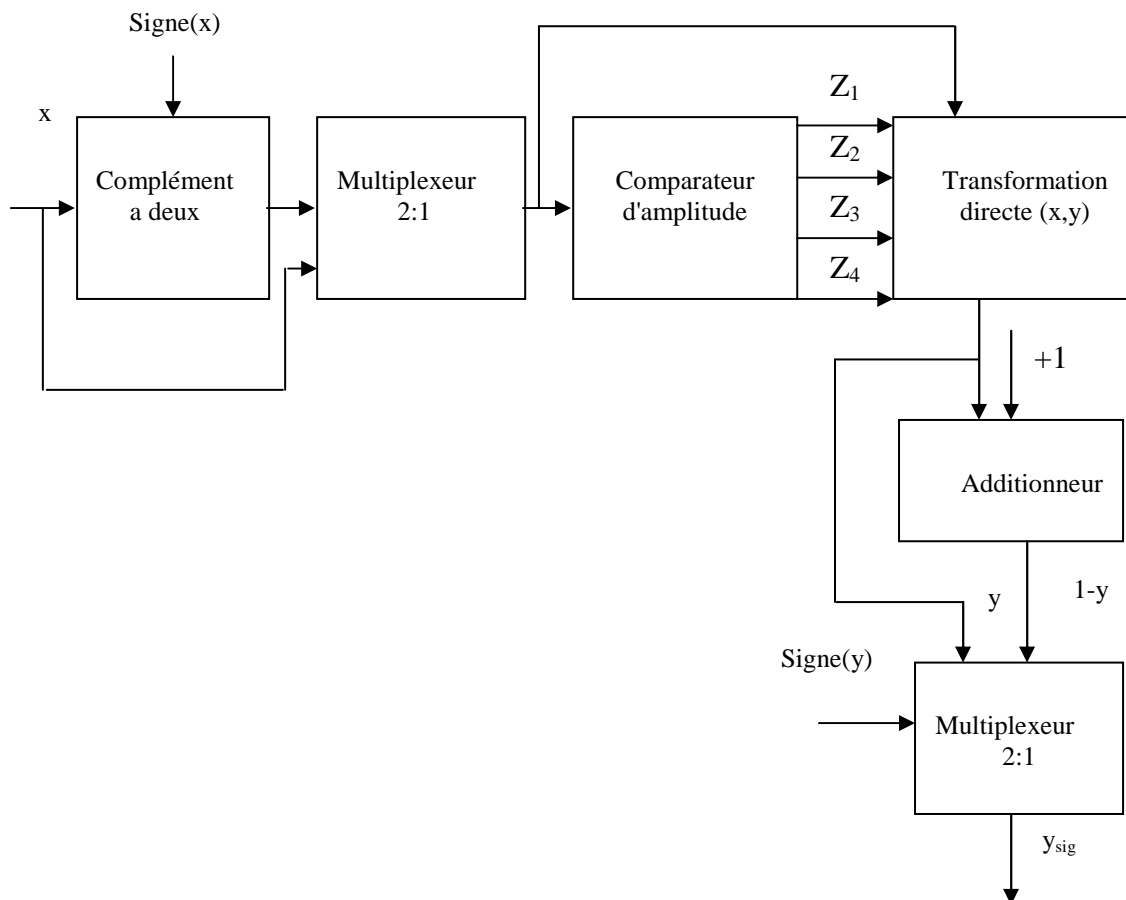 Signe(x)
x
Complément
a deux
Multiplexeur
2:1
Comparateur
d'amplitude
Z₁
Z₂
Z₃
Z₄
Transformation
directe (x,y)
+1
Additionneur
y
1-y
Signe(y)
Multiplexeur
2:1
y_sig